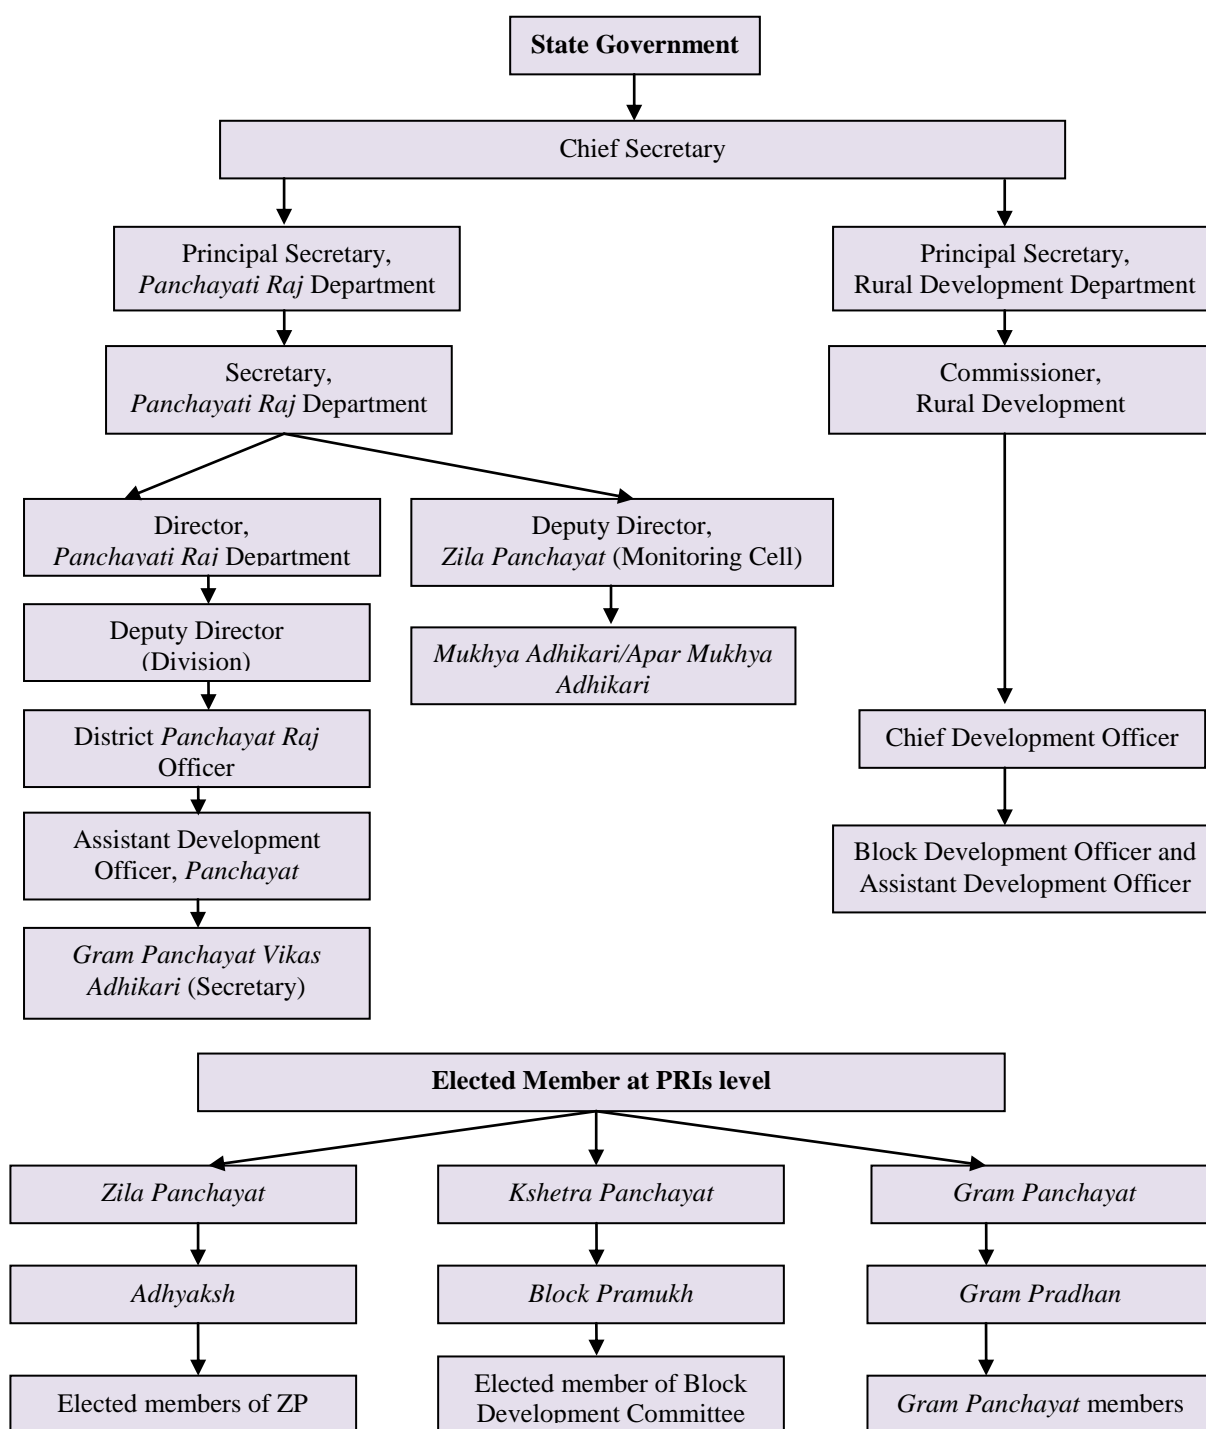 State Government
Chief Secretary
Principal Secretary,
Panchayati Raj Department
Principal Secretary,
Rural Development Department
Secretary,
Panchayati Raj Department
Commissioner,
Rural Development
Director,
Panchayati Raj Department
Deputy Director,
Zila Panchayat (Monitoring Cell)
Deputy Director
(Division)
Mukhya Adhikari/Apar Mukhya
Adhikari
District Panchayat Raj
Officer
Chief Development Officer
Assistant Development
Officer, Panchayat
Block Development Officer and
Assistant Development Officer
Gram Panchayat Vikas
Adhikari (Secretary)
Elected Member at PRIs level
Zila Panchayat
Kshetra Panchayat
Gram Panchayat
Adhyaksh
Block Pramukh
Gram Pradhan
Elected members of ZP
Elected member of Block
Development Committee
Gram Panchayat members